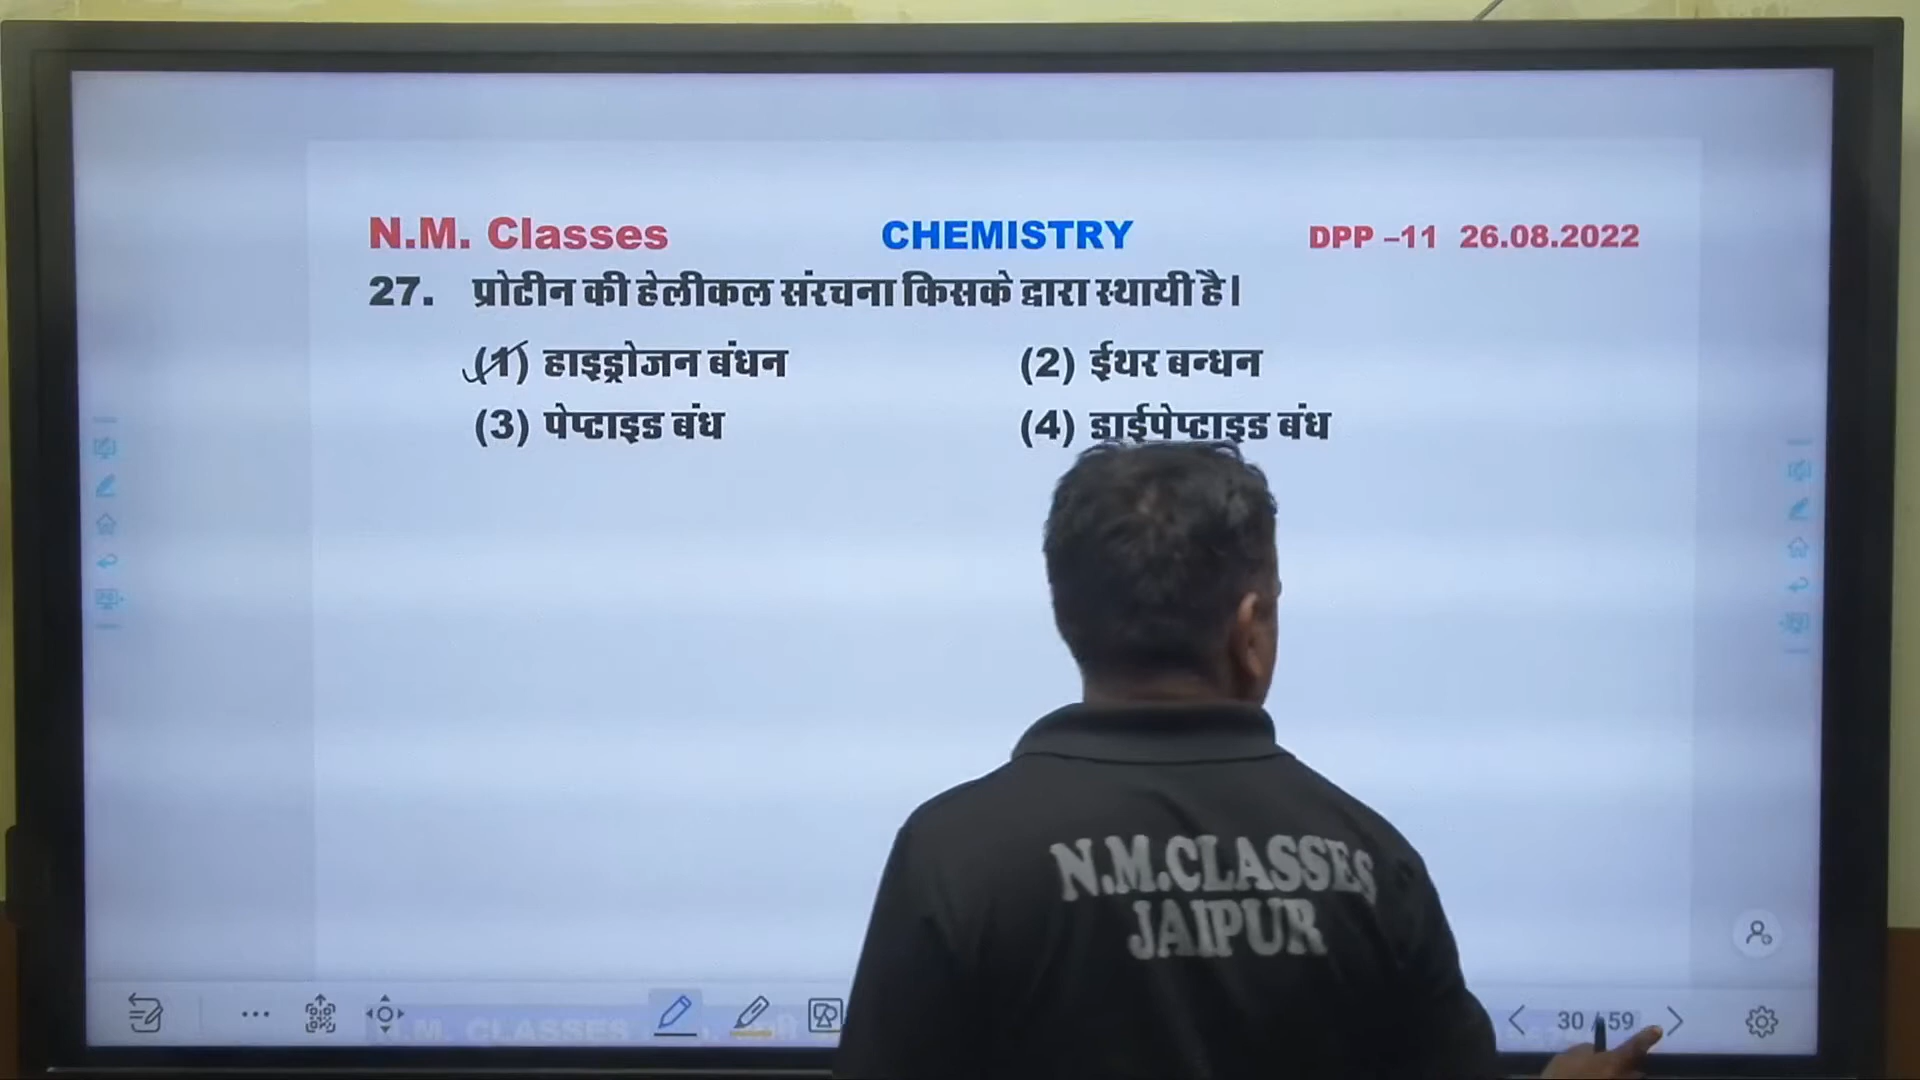 N.M. Classes CHEMISTRY DPP –11 26.08.2022
27. प्रोटीन की हेलीकल संरचना किसके द्वारा स्थायी है।
(1) हाइड्रोजन बंधन (2) ईथर बन्धन
(3) पेप्टाइड बंध (4) डाईपेप्टाइड बंध
N.M.CLASSES
JAIPUR
N.M. CLASSES
30 / 59